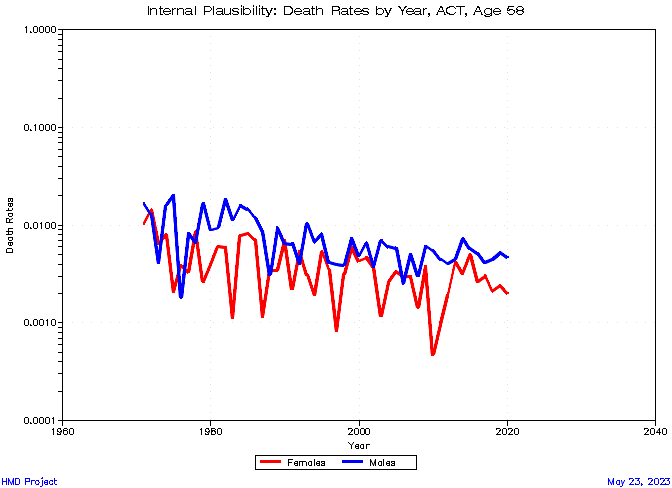 Internal Plausibility: Death Rates by Year, ACT, Age 58
1.0000
0.1000
0.0100
0.0010
0.0001
Death Rates
1960 1980 2000 2020 2040
Year
Females Males
HMD Project May 23, 2023